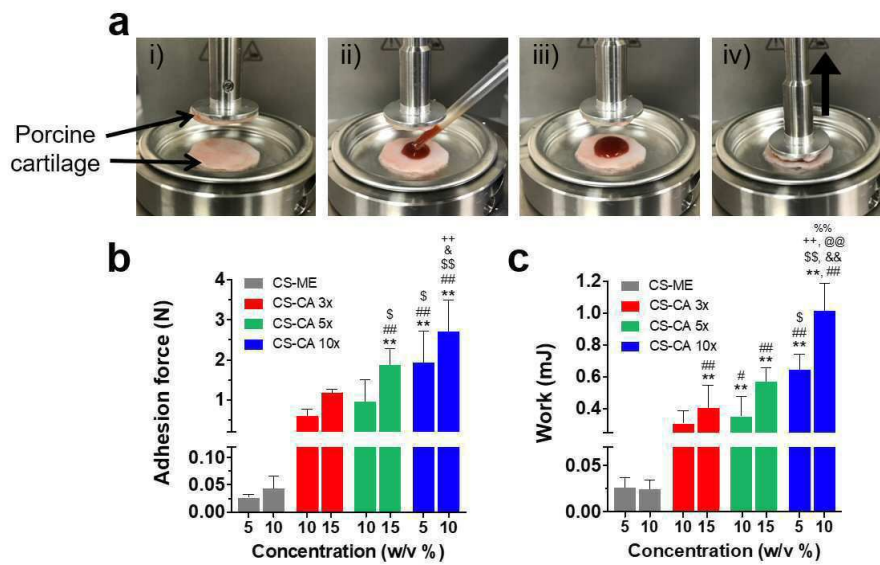 a
i)
ii)
iii)
iv)
Porcine
cartilage
b
Adhesion force (N)
CS-ME
CS-CA 3x
CS-CA 5x
CS-CA 10x
4
3
2
1
0.10
0.05
0.00
$
##
**
$
##
**
++
&
$$
##
**
5 10 10 15 10 15 5 10
Concentration (w/v %)
c
Work (mJ)
CS-ME
CS-CA 3x
CS-CA 5x
CS-CA 10x
1.2
1.0
0.8
0.6
0.4
0.05
0.00
##
**
#
**
##
**
$
##
**
%%
++, @@
$$, &&
**, ##
5 10 10 15 10 15 5 10
Concentration (w/v %)